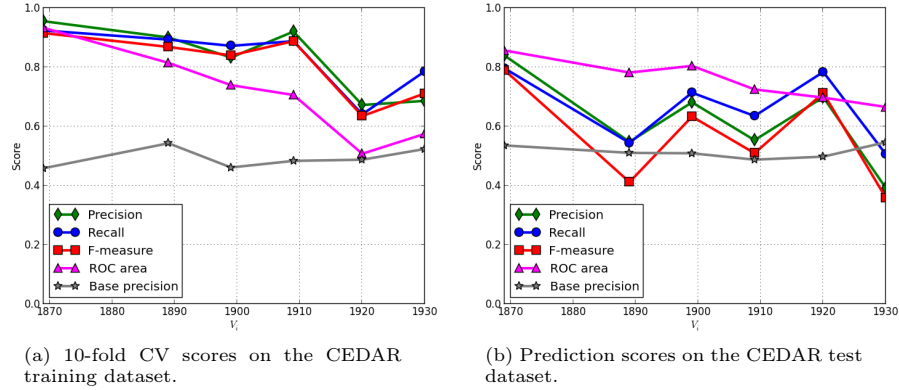 1.0
0.8
0.6
0.4
0.2
0.0
Score
1870 1880 1890 1900 1910 1920 1930
V_i
Precision
Recall
F-measure
ROC area
Base precision
(a) 10-fold CV scores on the CEDAR
training dataset.
1.0
0.8
0.6
0.4
0.2
0.0
Score
1870 1880 1890 1900 1910 1920 1930
V_i
Precision
Recall
F-measure
ROC area
Base precision
(b) Prediction scores on the CEDAR test
dataset.